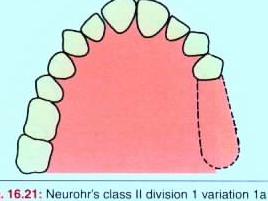 . 16.21: Neurohr's class II division 1 variation 1a